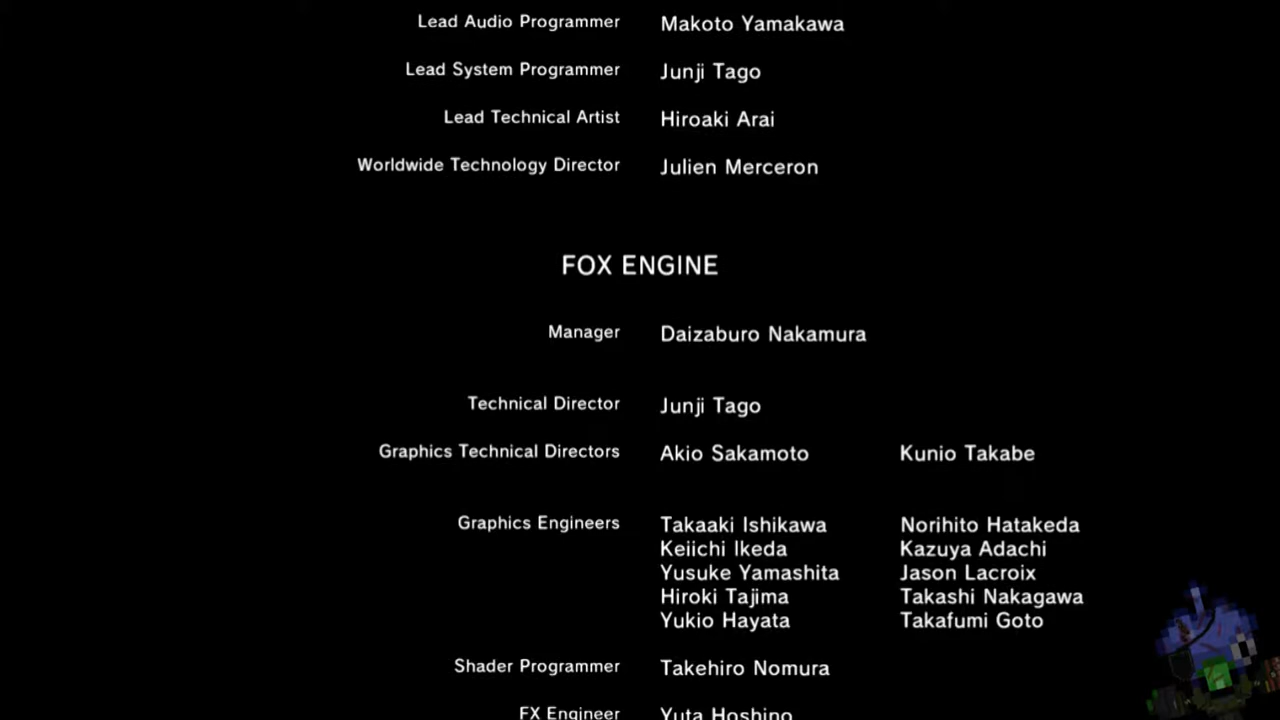 Lead Audio Programmer Makoto Yamakawa
Lead System Programmer Junji Tago
Lead Technical Artist Hiroaki Arai
Worldwide Technology Director Julien Merceron
FOX ENGINE
Manager Daizaburo Nakamura
Technical Director Junji Tago
Graphics Technical Directors Akio Sakamoto Kunio Takabe
Graphics Engineers Takaaki Ishikawa Norihito Hatakeda
Keiichi Ikeda Kazuya Adachi
Yusuke Yamashita Jason Lacroix
Hiroki Tajima Takashi Nakagawa
Yukio Hayata Takafumi Goto
Shader Programmer Takehiro Nomura
FX Engineer Yuta Hoshino